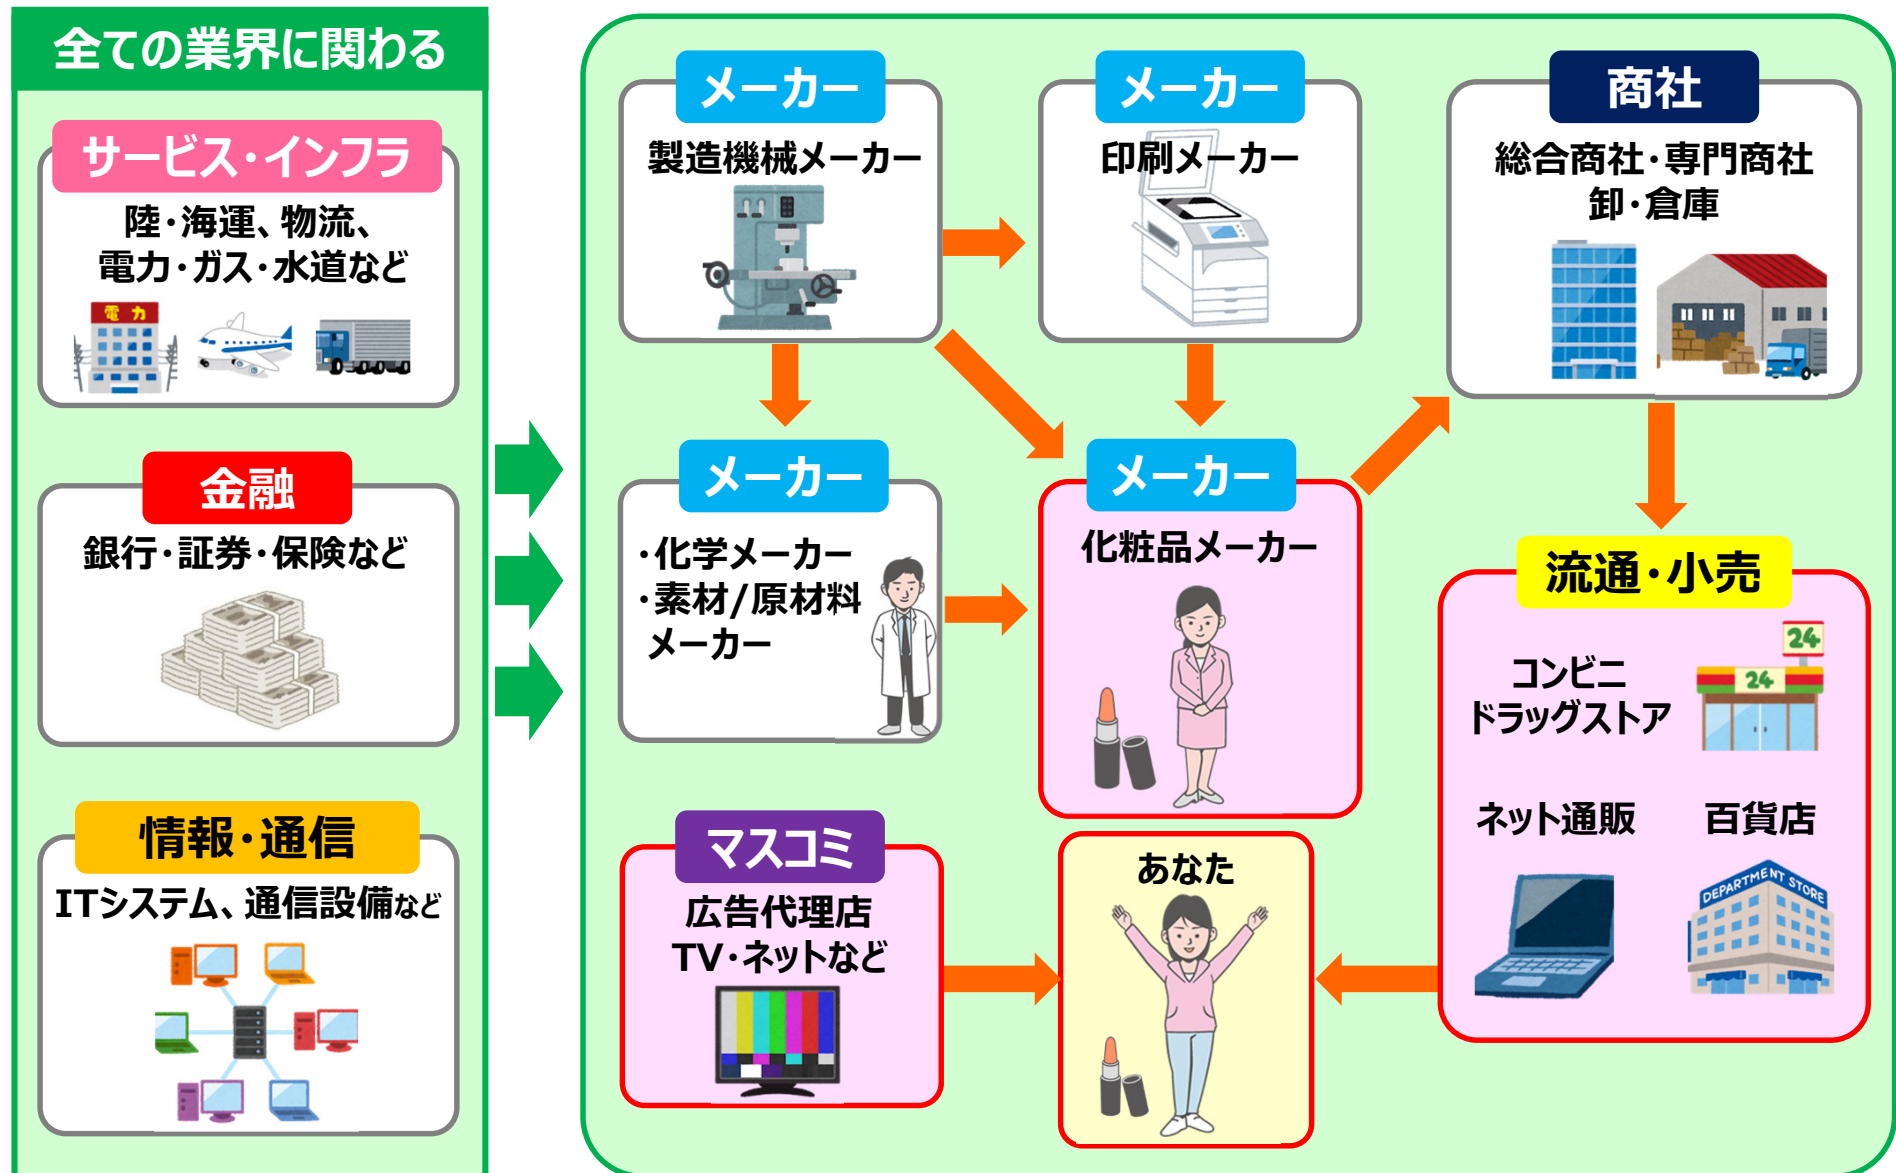 全ての業界に関わる
サービス・インフラ
陸・海運、物流、
電力・ガス・水道など
電力
金融
銀行・証券・保険など
情報・通信
ITシステム、通信設備など
メーカー
製造機械メーカー
メーカー
印刷メーカー
商社
総合商社・専門商社
卸・倉庫
メーカー
・化学メーカー
・素材/原材料
メーカー
メーカー
化粧品メーカー
流通・小売
コンビニ
ドラッグストア
24
24
ネット通販
百貨店
DEPARTMENT STORE
マスコミ
広告代理店
TV・ネットなど
あなた